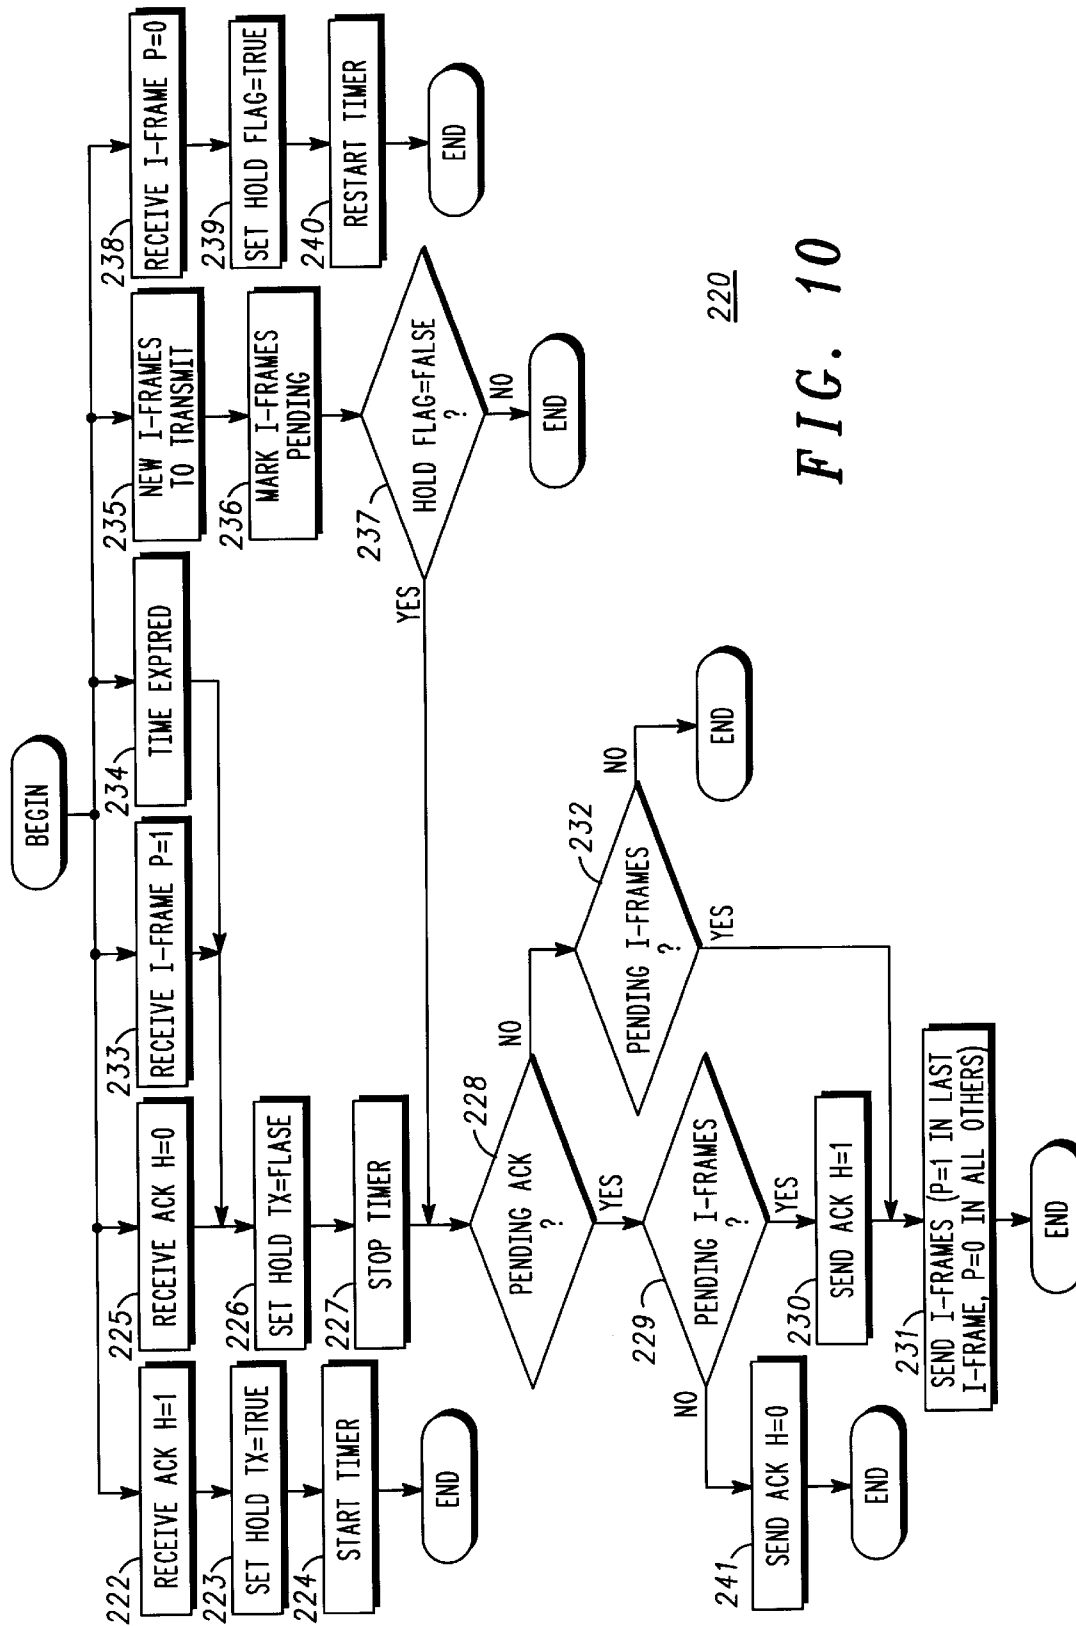 BEGIN
222
RECEIVE ACK H=1
223
SET HOLD TX=TRUE
224
START TIMER
END
225
RECEIVE ACK H=0
226
SET HOLD TX=FLASE
227
STOP TIMER
233
RECEIVE I-FRAME P=1
234
TIME EXPIRED
235
NEW I-FRAMES
TO TRANSMIT
236
MARK I-FRAMES
PENDING
237
HOLD FLAG=FALSE
?
YES
NO
END
238
RECEIVE I-FRAME P=0
239
SET HOLD FLAG=TRUE
240
RESTART TIMER
END
228
PENDING ACK
?
NO
YES
232
PENDING I-FRAMES
?
NO
YES
END
229
PENDING I-FRAMES
?
NO
YES
241
SEND ACK H=0
END
230
SEND ACK H=1
231
SEND I-FRAMES (P=1 IN LAST
I-FRAME, P=0 IN ALL OTHERS)
END
220
FIG. 10